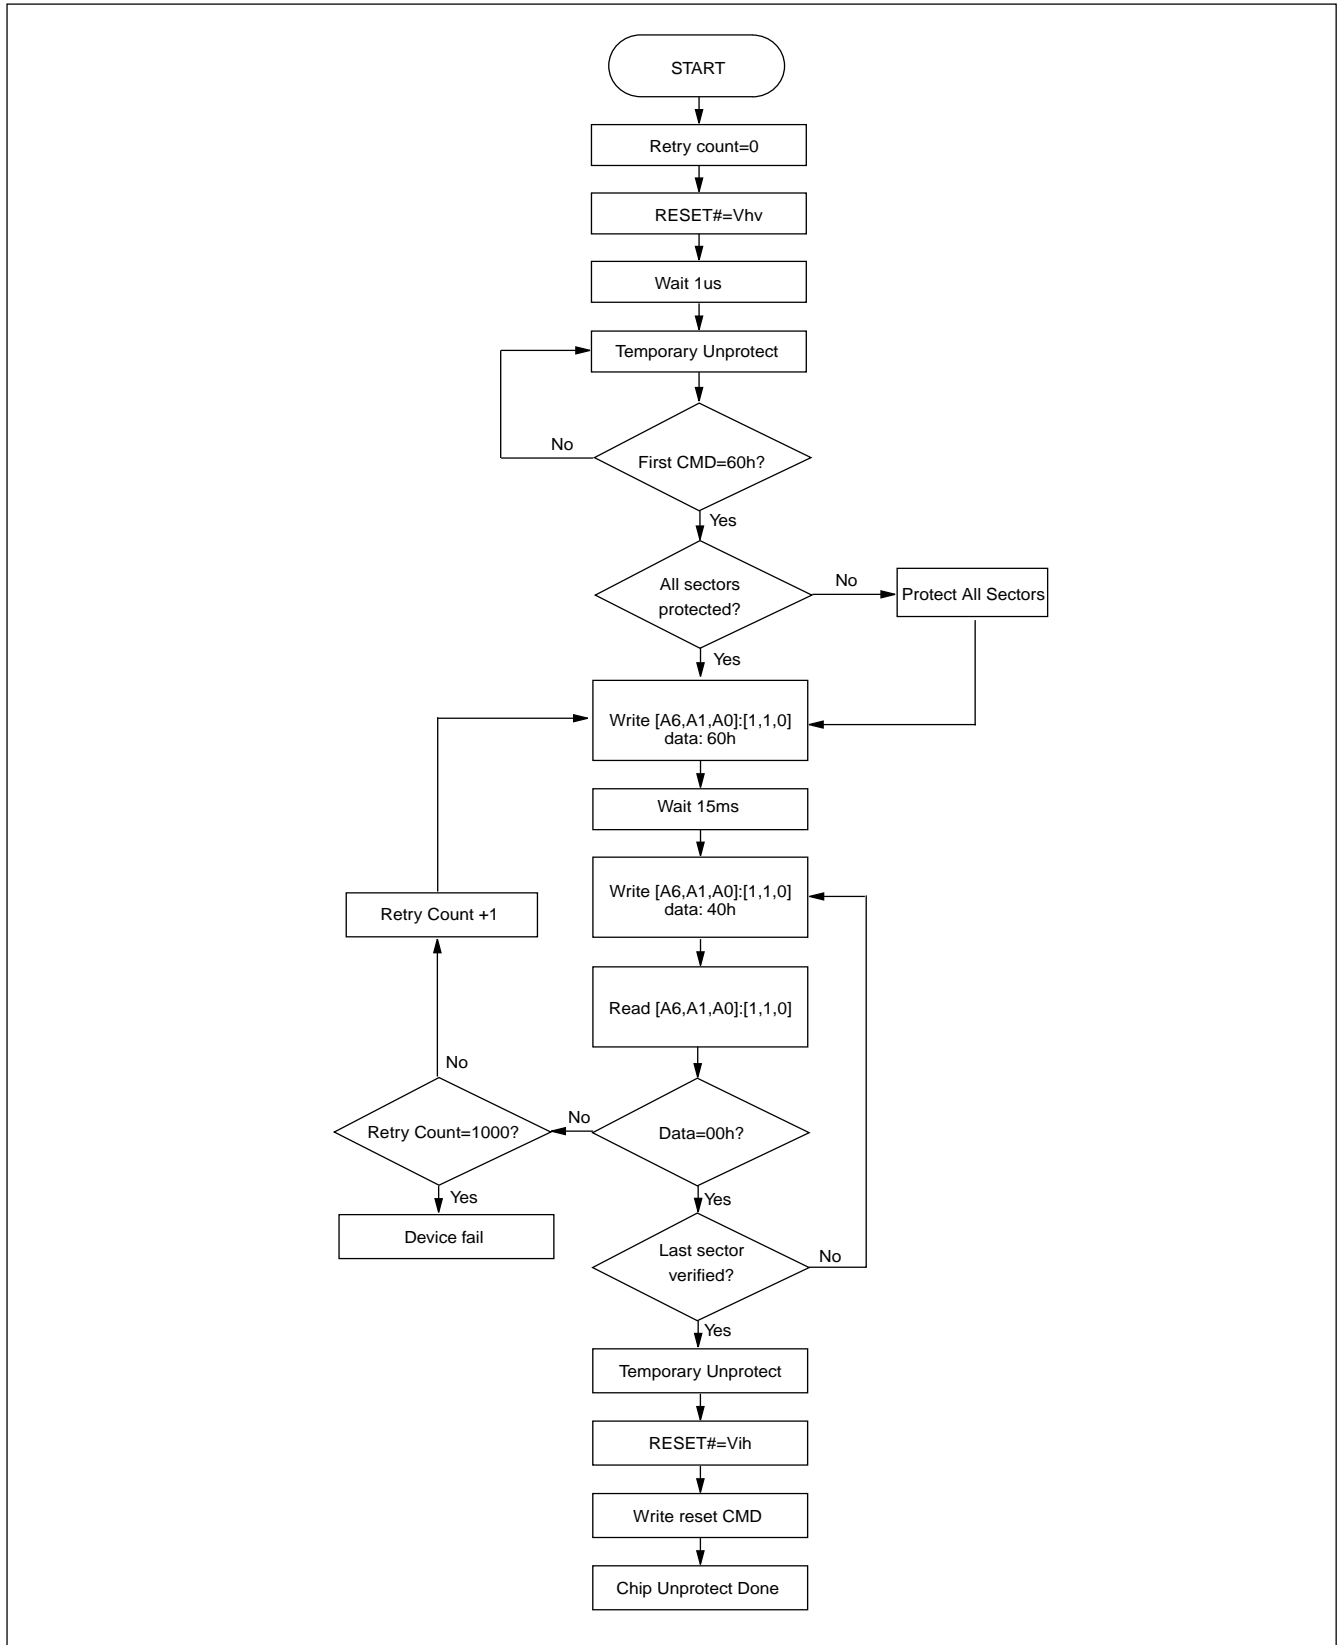 START
Retry count=0
RESET#=Vhv
Wait 1us
Temporary Unprotect
No
First CMD=60h?
Yes
All sectors
protected?
No
Protect All Sectors
Yes
Write [A6,A1,A0]:[1,1,0]
data: 60h
Wait 15ms
Write [A6,A1,A0]:[1,1,0]
data: 40h
Retry Count +1
Read [A6,A1,A0]:[1,1,0]
No
Retry Count=1000?
No
Data=00h?
Yes
Yes
Device fail
Last sector
verified?
No
Yes
Temporary Unprotect
RESET#=Vih
Write reset CMD
Chip Unprotect Done